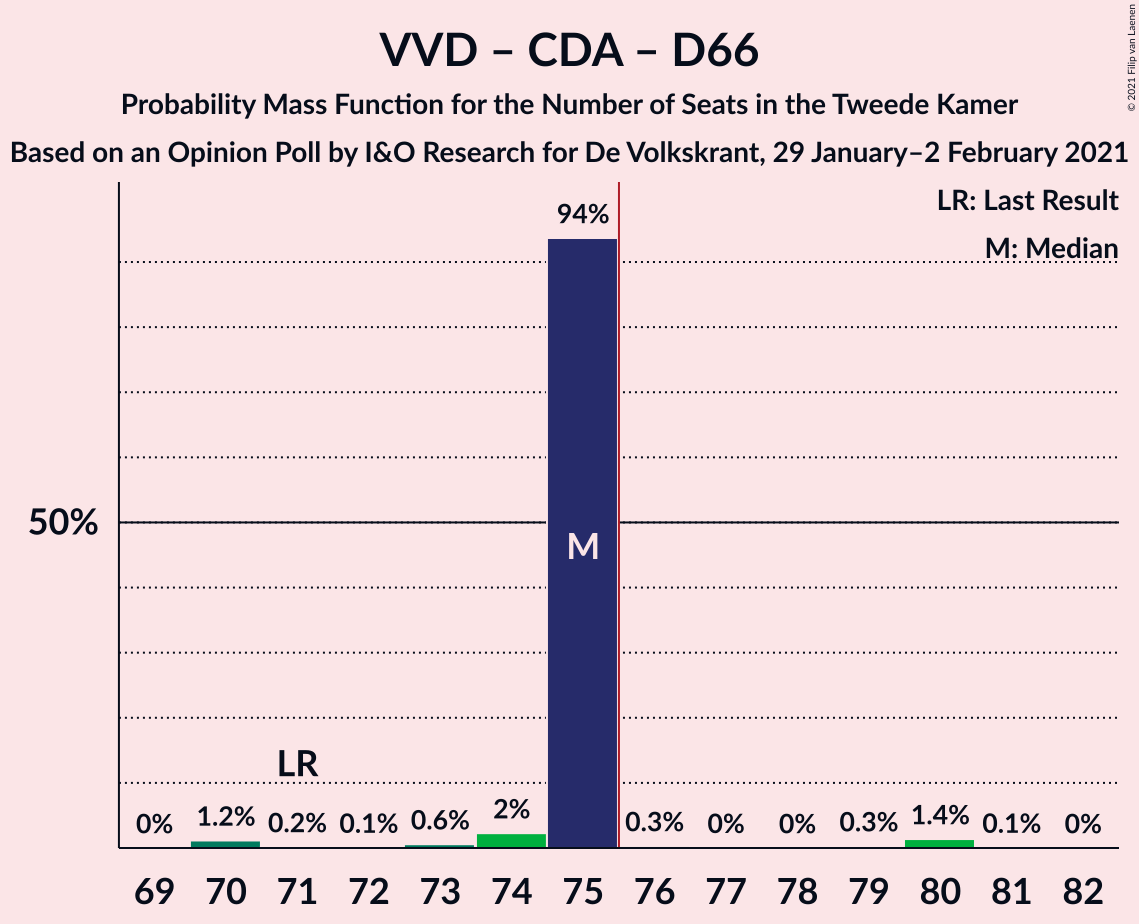 VVD – CDA – D66
Probability Mass Function for the Number of Seats in the Tweede Kamer
Based on an Opinion Poll by I&O Research for De Volkskrant, 29 January–2 February 2021
© 2021 Filip van Laenen
LR: Last Result
M: Median
94%
50%
M
LR
0% 1.2% 0.2% 0.1% 0.6% 2% 0.3% 0% 0% 0.3% 1.4% 0.1% 0%
69 70 71 72 73 74 75 76 77 78 79 80 81 82